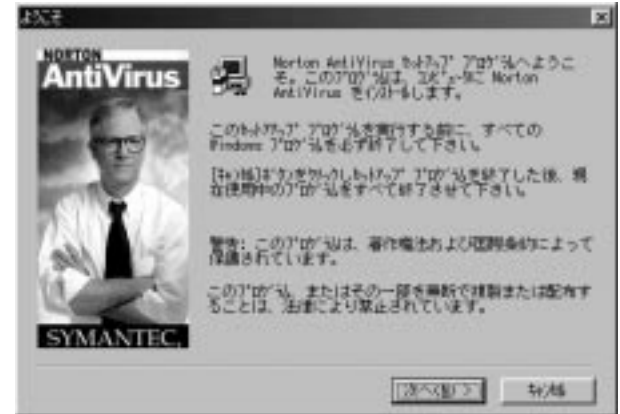 ようこそ
NORTON
AntiVirus
SYMANTEC.
Norton AntiVirus ｾｯﾄｱｯﾌﾟ ﾌﾟﾛｸﾞﾗﾑへようこ
そ。このﾌﾟﾛｸﾞﾗﾑは、ｺﾝﾋﾟｭｰﾀに Norton
AntiVirus をｲﾝｽﾄｰﾙします。
このｾｯﾄｱｯﾌﾟ ﾌﾟﾛｸﾞﾗﾑを実行する前に、すべての
Windows ﾌﾟﾛｸﾞﾗﾑを必ず終了して下さい。
[ｷｬﾝｾﾙ]ﾎﾞﾀﾝをｸﾘｯｸしｾｯﾄｱｯﾌﾟ ﾌﾟﾛｸﾞﾗﾑを終了した後、現
在使用中のﾌﾟﾛｸﾞﾗﾑをすべて終了させて下さい。
警告: このﾌﾟﾛｸﾞﾗﾑは、著作権法および国際条約によって
保護されています。
このﾌﾟﾛｸﾞﾗﾑ、またはその一部を無断で複製または配布す
ることは、法律により禁止されています。
次へ(N) >
ｷｬﾝｾﾙ